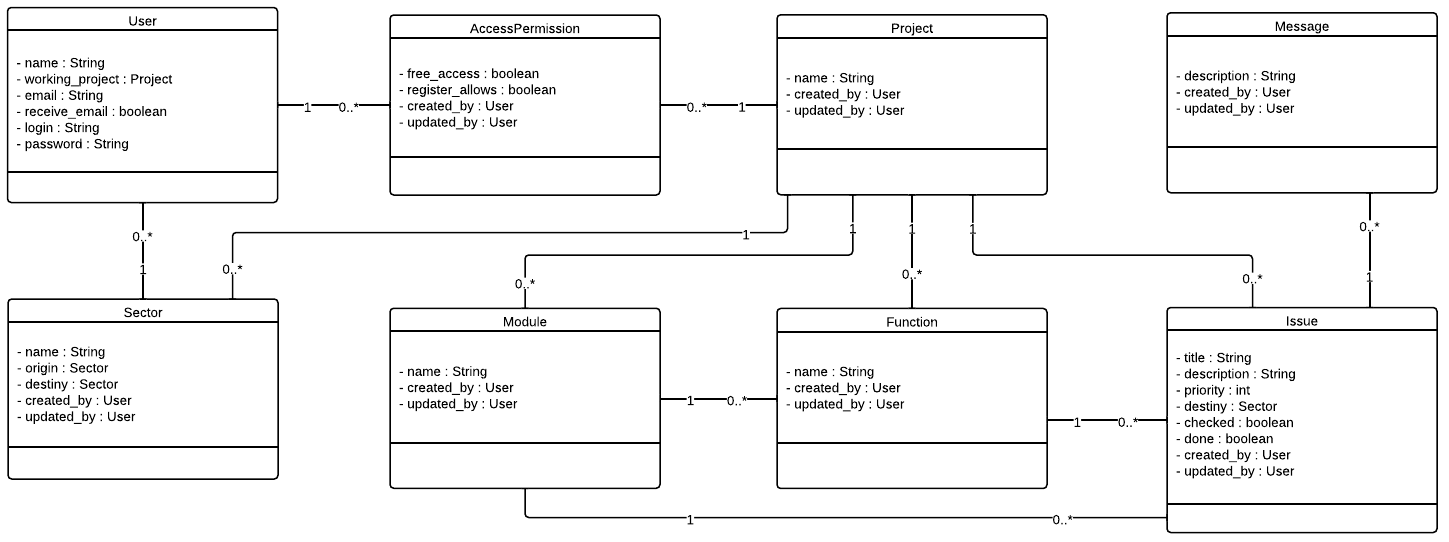 User
- name : String
- working_project : Project
- email : String
- receive_email : boolean
- login : String
- password : String
1
0..*
AccessPermission
- free_access : boolean
- register_allows : boolean
- created_by : User
- updated_by : User
0..*
1
Project
- name : String
- created_by : User
- updated_by : User
Message
- description : String
- created_by : User
- updated_by : User
0..*
1
1
0..*
1
0..*
1
0..*
1
0..*
0..*
1
Sector
- name : String
- origin : Sector
- destiny : Sector
- created_by : User
- updated_by : User
Module
- name : String
- created_by : User
- updated_by : User
1
0..*
Function
- name : String
- created_by : User
- updated_by : User
1
0..*
Issue
- title : String
- description : String
- priority : int
- destiny : Sector
- checked : boolean
- done : boolean
- created_by : User
- updated_by : User
1
0..*